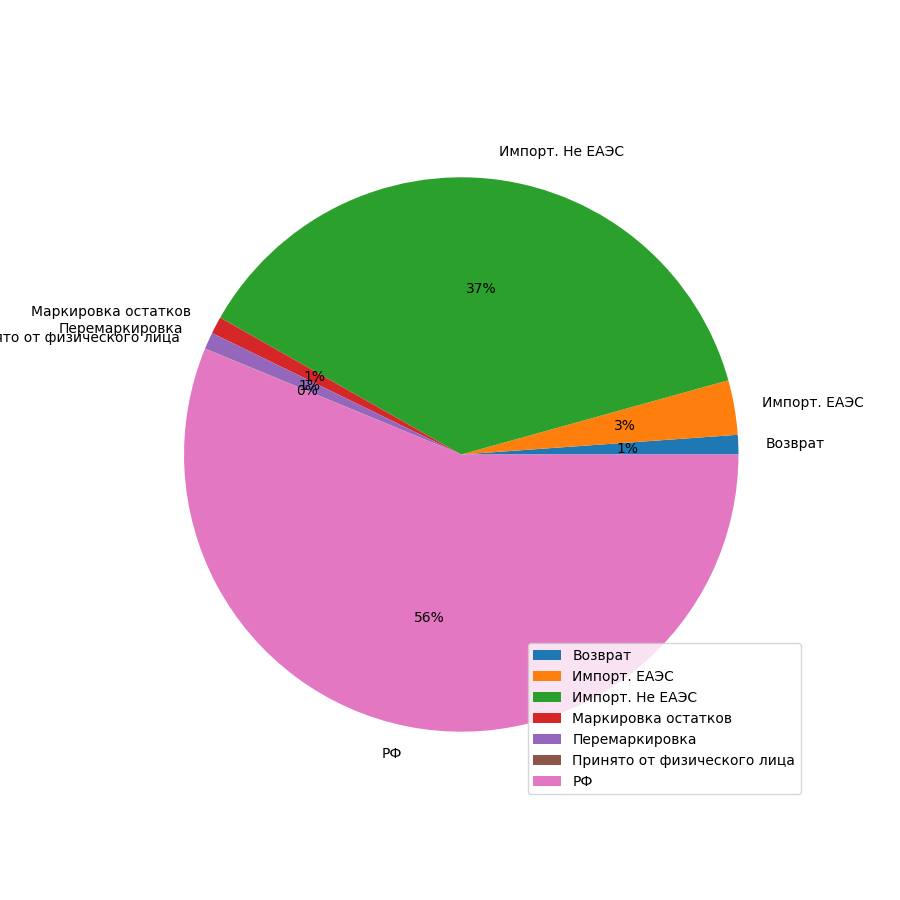 Импорт. Не ЕАЭС
37%
Маркировка остатков
Перемаркировка
от физического лица
1%
1%
0%
Импорт. ЕАЭС
3%
Возврат
1%
56%
РФ
Возврат
Импорт. ЕАЭС
Импорт. Не ЕАЭС
Маркировка остатков
Перемаркировка
Принято от физического лица
РФ